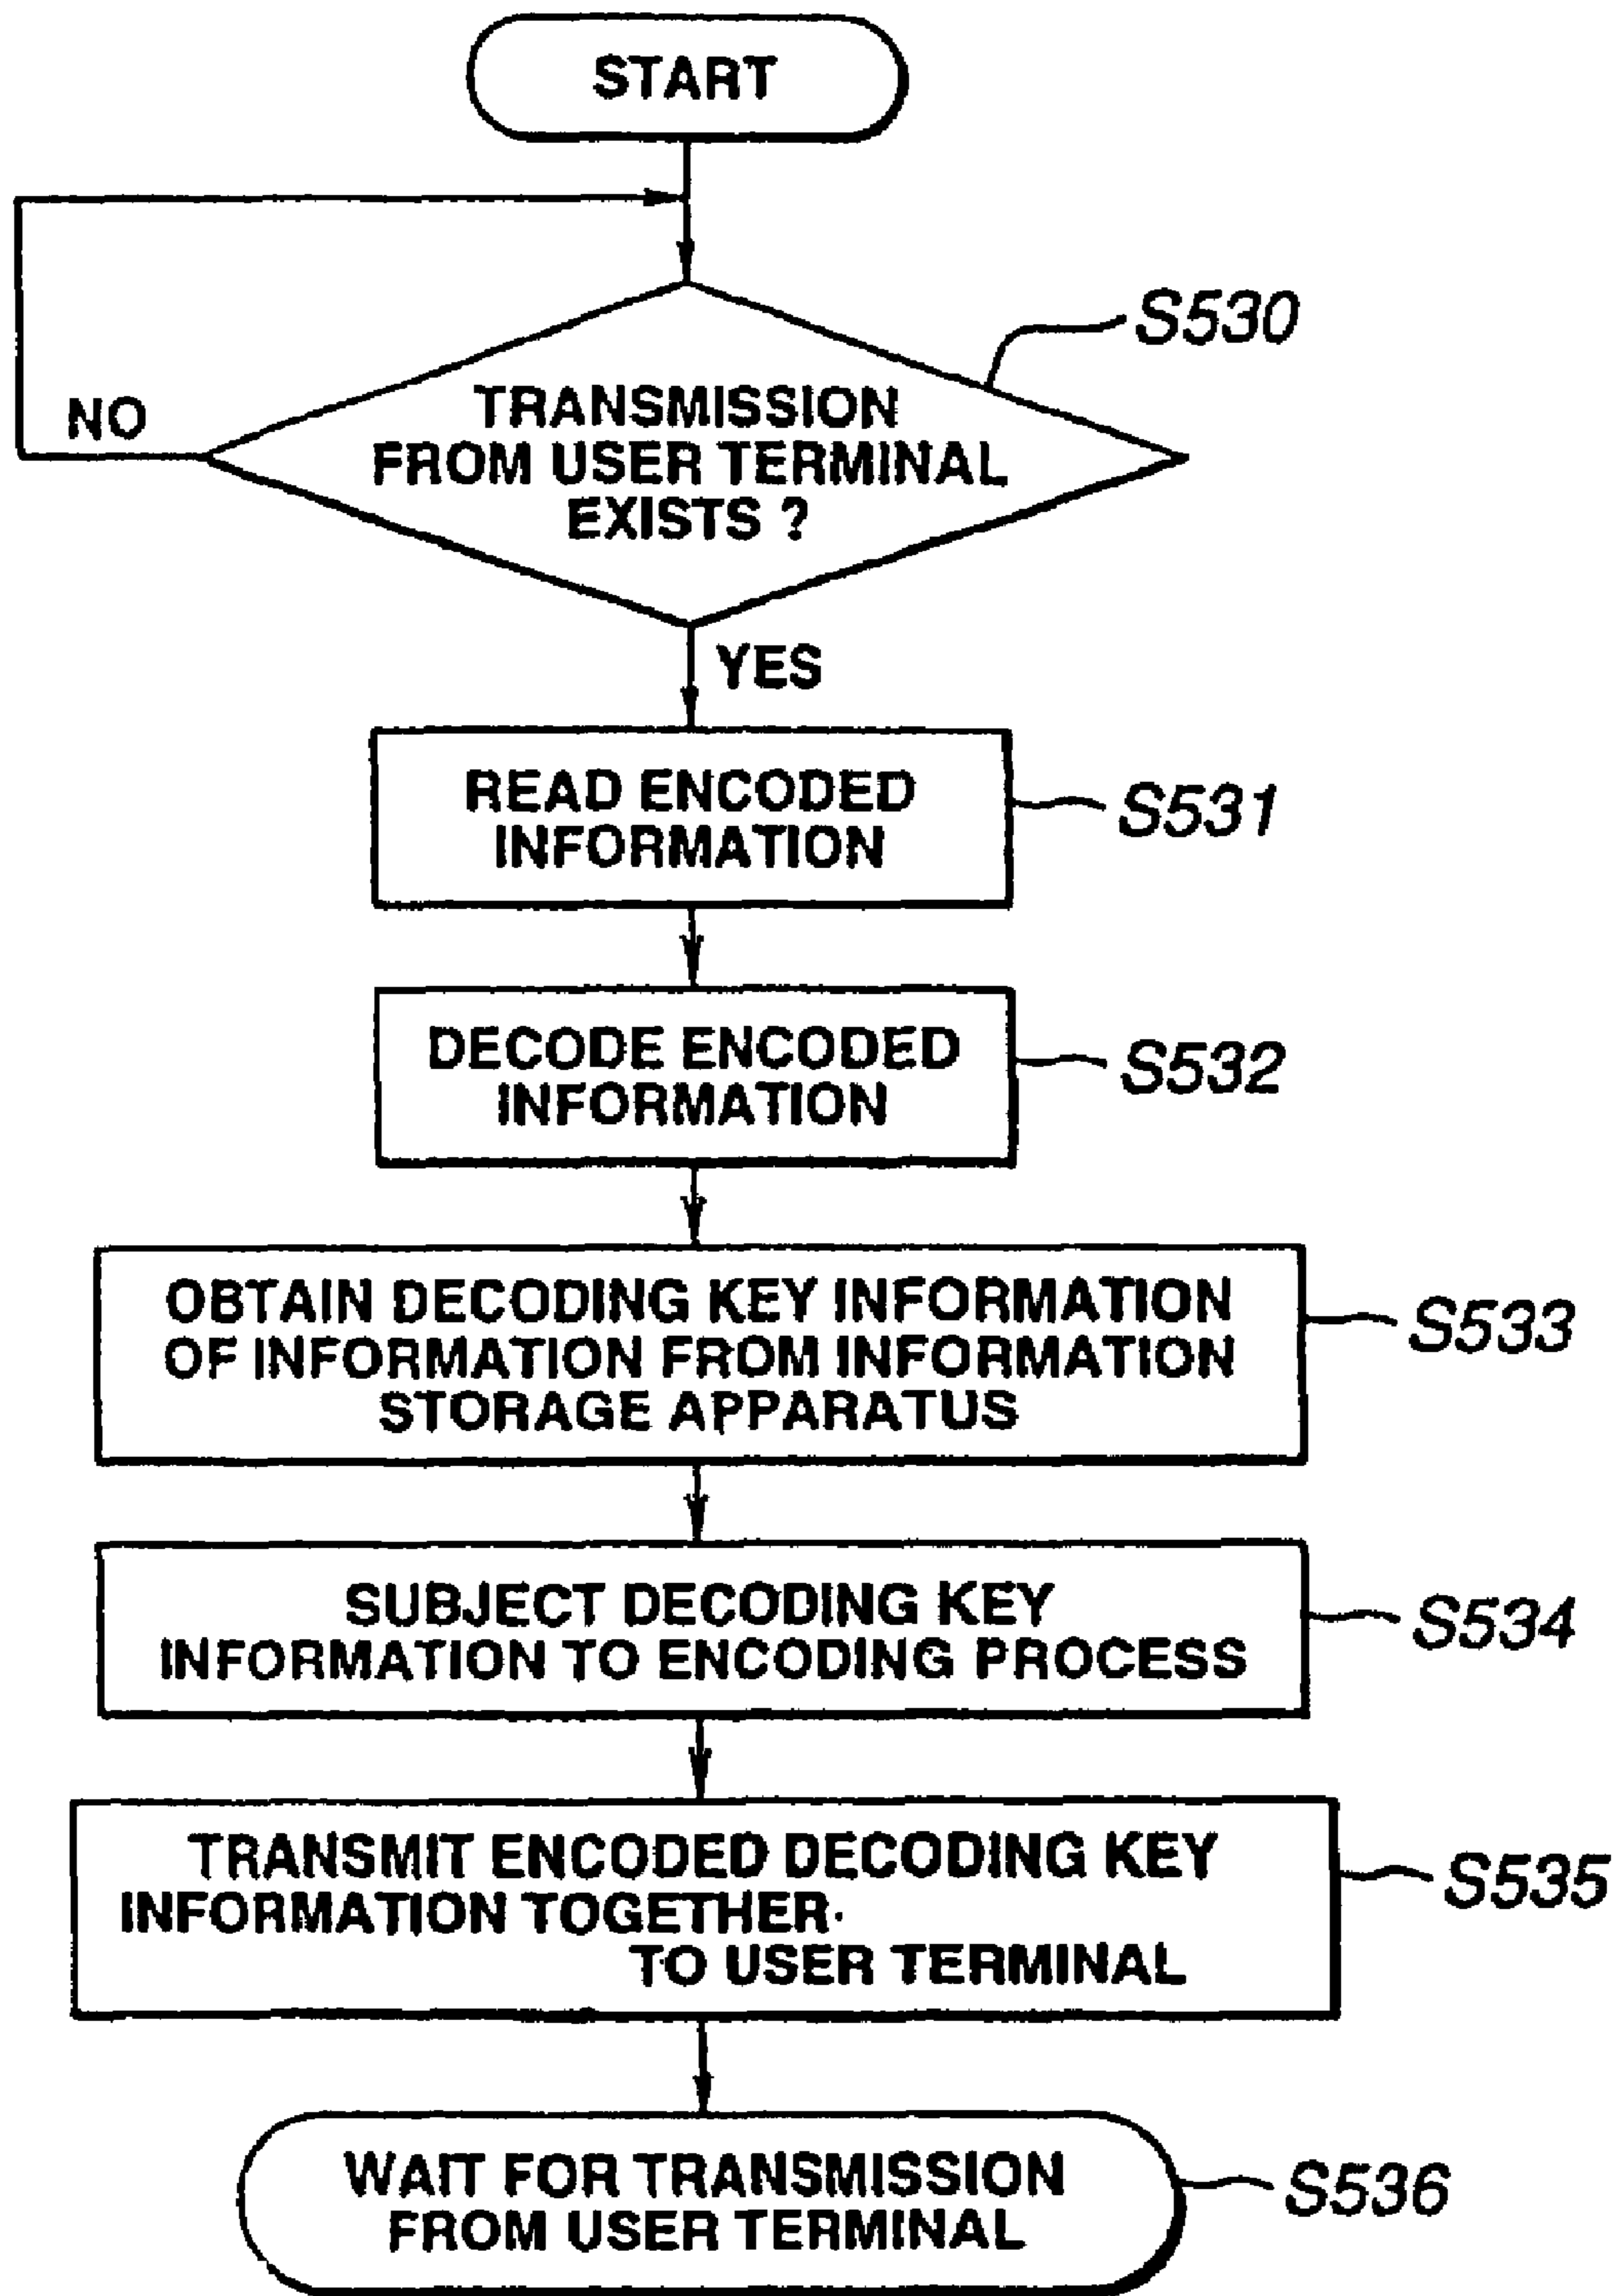 START
S530
TRANSMISSION
FROM USER TERMINAL
EXISTS ?
NO
YES
READ ENCODED
INFORMATION
S531
DECODE ENCODED
INFORMATION
S532
OBTAIN DECODING KEY INFORMATION
OF INFORMATION FROM INFORMATION
STORAGE APPARATUS
S533
SUBJECT DECODING KEY
INFORMATION TO ENCODING PROCESS
S534
TRANSMIT ENCODED DECODING KEY
INFORMATION TOGETHER
TO USER TERMINAL
S535
WAIT FOR TRANSMISSION
FROM USER TERMINAL
S536